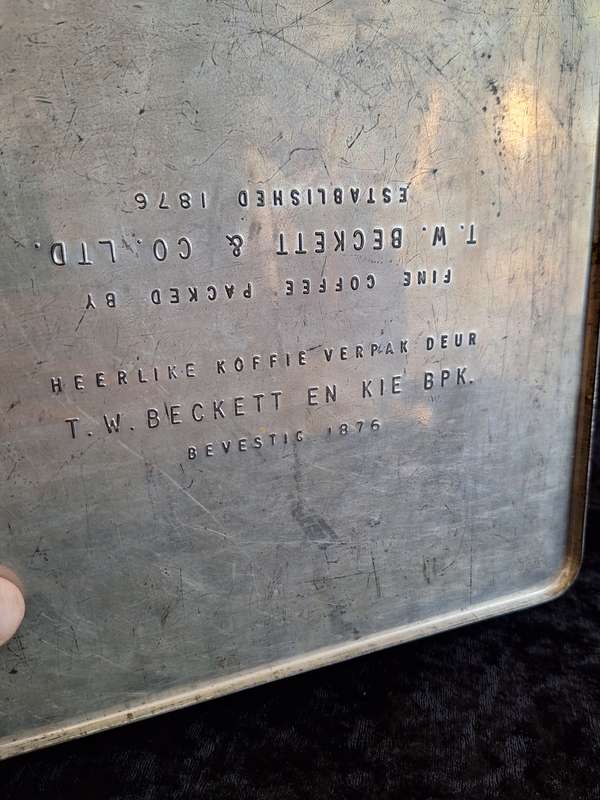 FINE COFFEE PACKED BY
T. W. BECKETT & CO. LTD.
ESTABLISHED 1876
HEERLIKE KOFFIE VERPAK DEUR
T. W. BECKETT EN KIE BPK.
BEVESTIG 1876